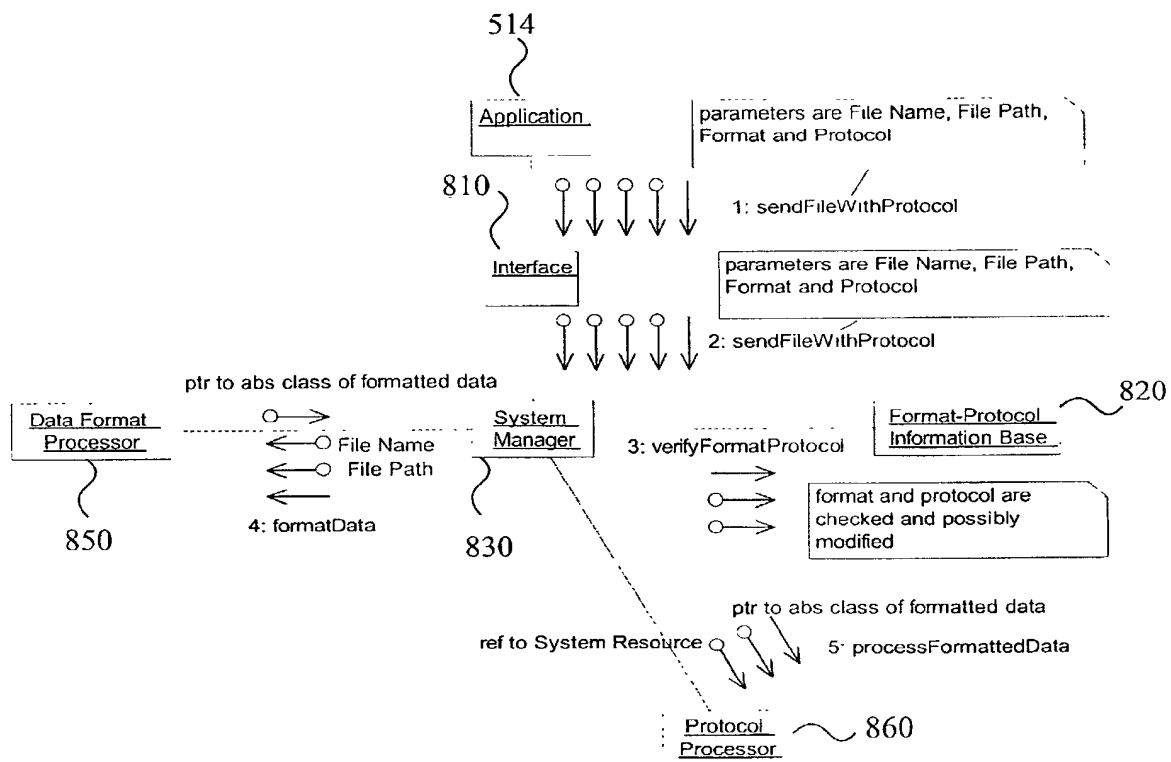 514
Application
parameters are File Name, File Path,
Format and Protocol
810
1: sendFileWithProtocol
Interface
parameters are File Name, File Path,
Format and Protocol
2: sendFileWithProtocol
ptr to abs class of formatted data
820
Data Format
Processor
File Name
File Path
System
Manager
3: verifyFormatProtocol
Format-Protocol
Information Base
4: formatData
850
830
format and protocol are
checked and possibly
modified
ptr to abs class of formatted data
ref to System Resource
5: processFormattedData
Protocol
Processor
860